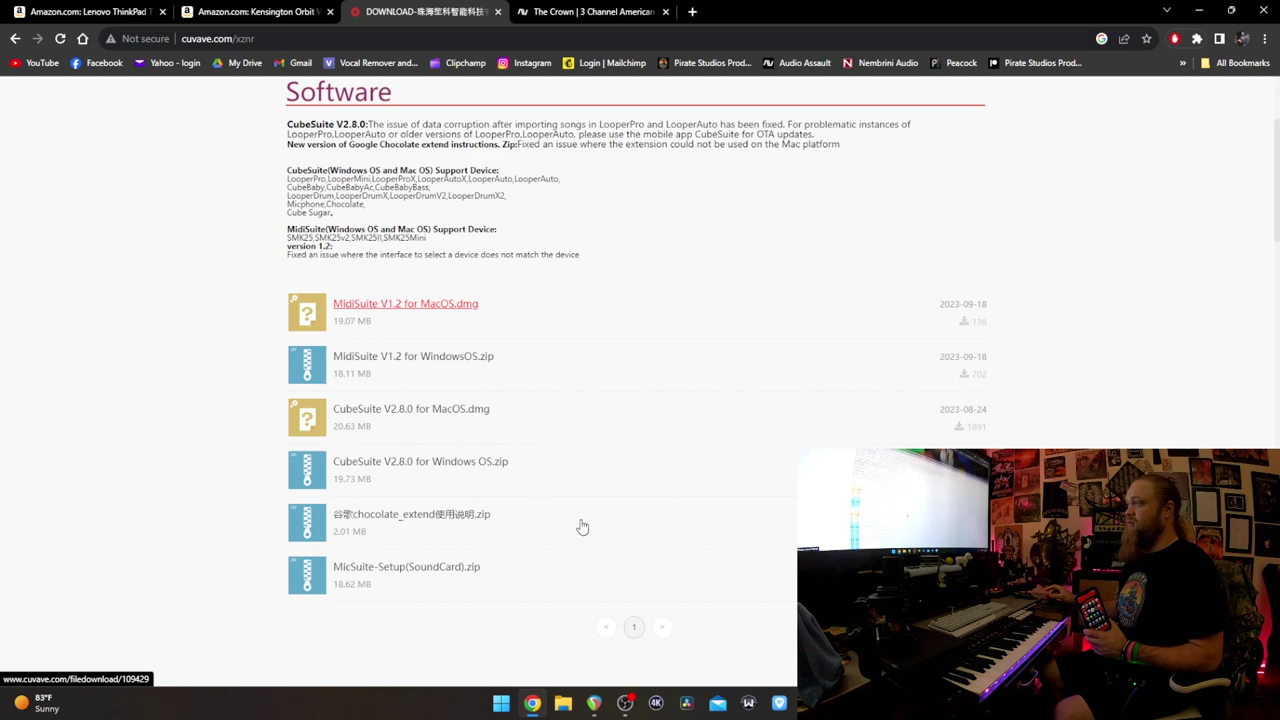 Amazon.com: Lenovo ThinkPad
Amazon.com: Kensington Orbit W
DOWNLOAD-珠海茁科智能科技
The Crown | 3 Channel American
Not secure
cuvave.com/xznr
YouTube
Facebook
Yahoo - login
My Drive
Gmail
Vocal Remover and...
Clipchamp
Instagram
Login | Mailchimp
Pirate Studios Prod...
Audio Assault
Nembrini Audio
Peacock
Pirate Studios Prod...
»
All Bookmarks
Software
CubeSuite V2.8.0:The issue of data corruption after importing songs in LooperPro and LooperAuto has been fixed. For problematic instances of
LooperPro,LooperAuto or older versions of LooperPro,LooperAuto, please use the mobile app CubeSuite for OTA updates.
New version of Google Chocolate extend instructions. Zip:Fixed an issue where the extension could not be used on the Mac platform
CubeSuite(Windows OS and Mac OS) Support Device:
LooperPro,LooperMini,LooperProX,LooperAutoX,LooperAuto,LooperAuto,
CubeBaby,CubeBabyAc,CubeBabyBass,
LooperDrum,LooperDrumX,LooperDrumV2,LooperDrumX2,
Micphone,Chocolate,
Cube Sugar。
MidiSuite(Windows OS and Mac OS) Support Device:
SMK25,SMK25v2,SMK25II,SMK25Mini
version 1.2:
Fixed an issue where the interface to select a device does not match the device
MidiSuite V1.2 for MacOS.dmg
2023-09-18
19.07 MB
136
MidiSuite V1.2 for WindowsOS.zip
2023-09-18
18.11 MB
702
CubeSuite V2.8.0 for MacOS.dmg
2023-08-24
20.63 MB
1891
CubeSuite V2.8.0 for Windows OS.zip
19.73 MB
谷歌chocolate_extend使用说明.zip
2.01 MB
MicSuite-Setup(SoundCard).zip
18.62 MB
< 1 >
www.cuvave.com/filedownload/109429
83°F
Sunny
4K